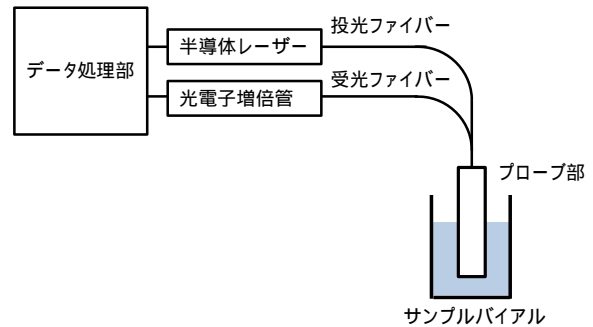 投光ファイバー
半導体レーザー
データ処理部
受光ファイバー
光電子増倍管
プローブ部
サンプルバイアル